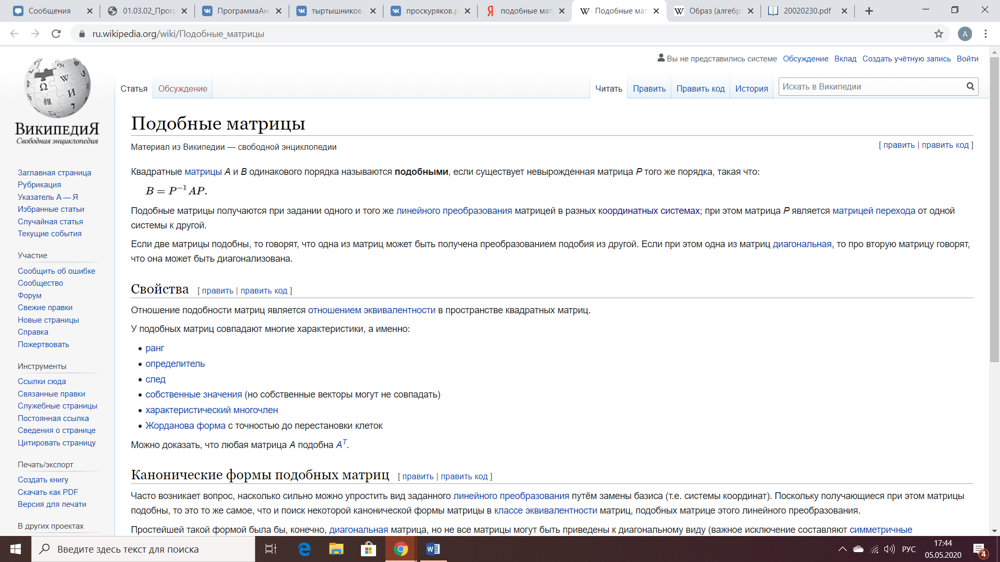 Сообщения
01.03.02_Прог
ПрограммаАн
тыртышников.
проскуряков.р
подобные мат
Подобные мат
Образ (алгебр
20020230.pdf
ru.wikipedia.org/wiki/Подобные_матрицы
A
Вы не представились системе Обсуждение Вклад Создать учётную запись Войти
Статья Обсуждение Читать Править Править код История Искать в Википедии
ВикипедиЯ
Свободная энциклопедия
Заглавная страница
Рубрикация
Указатель А — Я
Избранные статьи
Случайная статья
Текущие события
Участие
Сообщить об ошибке
Сообщество
Форум
Свежие правки
Новые страницы
Справка
Пожертвовать
Инструменты
Ссылки сюда
Связанные правки
Служебные страницы
Постоянная ссылка
Сведения о странице
Цитировать страницу
Печать/экспорт
Создать книгу
Скачать как PDF
Версия для печати
В других проектах
Подобные матрицы
Материал из Википедии — свободной энциклопедии
[ править | править код ]
Квадратные матрицы A и B одинакового порядка называются подобными, если существует невырожденная матрица P того же порядка, такая что:
B = P⁻¹AP.
Подобные матрицы получаются при задании одного и того же линейного преобразования матрицей в разных координатных системах; при этом матрица P является матрицей перехода от одной
системы к другой.
Если две матрицы подобны, то говорят, что одна из матриц может быть получена преобразованием подобия из другой. Если при этом одна из матриц диагональная, то про вторую матрицу говорят,
что она может быть диагонализована.
Свойства [ править | править код ]
Отношение подобности матриц является отношением эквивалентности в пространстве квадратных матриц.
У подобных матриц совпадают многие характеристики, а именно:
• ранг
• определитель
• след
• собственные значения (но собственные векторы могут не совпадать)
• характеристический многочлен
• Жорданова форма с точностью до перестановки клеток
Можно доказать, что любая матрица A подобна Aᵀ.
Канонические формы подобных матриц [ править | править код ]
Часто возникает вопрос, насколько сильно можно упростить вид заданного линейного преобразования путём замены базиса (т.е. системы координат). Поскольку получающиеся при этом матрицы
подобны, то это то же самое, что и поиск некоторой канонической формы матрицы в классе эквивалентности матриц, подобных матрице этого линейного преобразования.
Простейшей такой формой была бы, конечно, диагональная матрица, но не все матрицы могут быть приведены к диагональному виду (важное исключение составляют симметричные
Введите здесь текст для поиска
РУС
17:44
05.05.2020
4